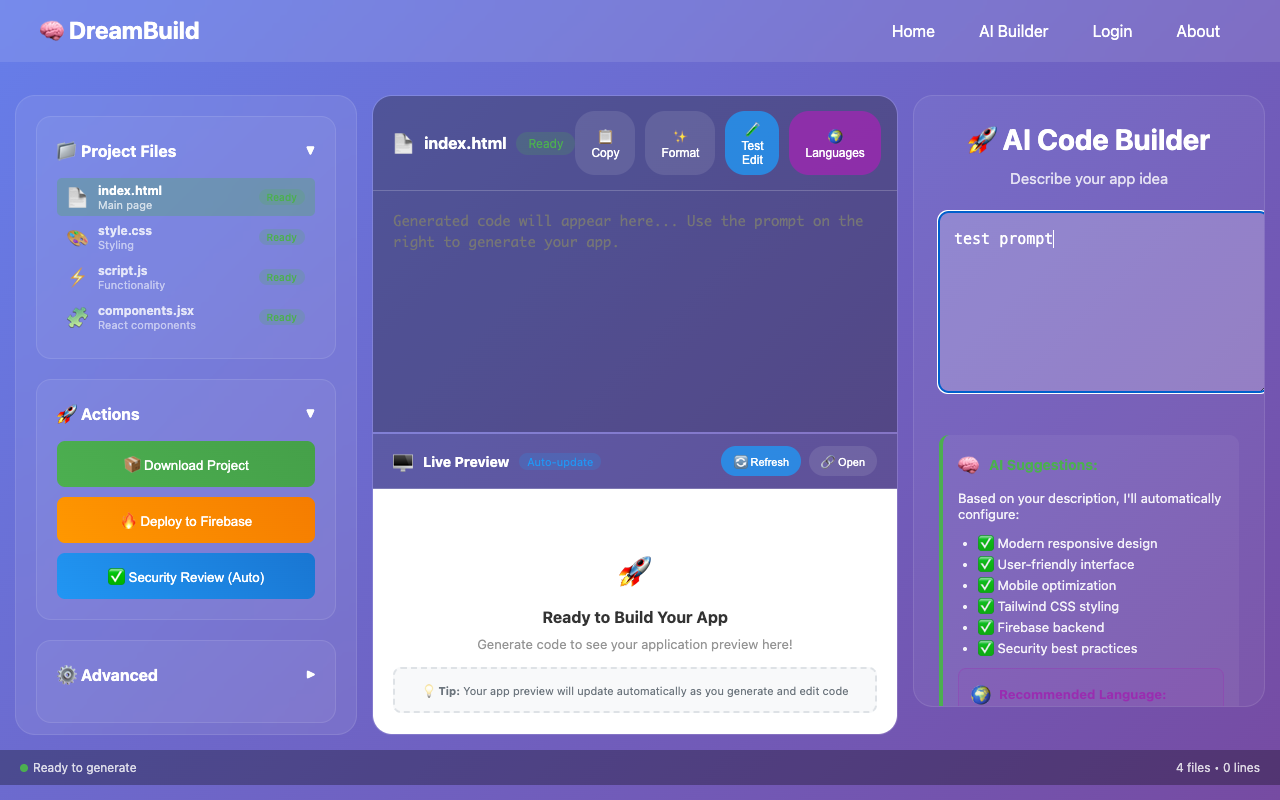 DreamBuild
Home
AI Builder
Login
About
Project Files
index.html
Main page
style.css
Styling
script.js
Functionality
components.jsx
React components
Actions
Download Project
Deploy to Firebase
Security Review (Auto)
Advanced
index.html
Ready
Copy
Format
Test
Edit
Languages
Generated code will appear here... Use the prompt on the
right to generate your app.
Live Preview
Auto-update
Refresh
Open
Ready to Build Your App
Generate code to see your application preview here!
Tip: Your app preview will update automatically as you generate and edit code
AI Code Builder
Describe your app idea
test prompt
AI Suggestions:
Based on your description, I'll automatically
configure:
Modern responsive design
User-friendly interface
Mobile optimization
Tailwind CSS styling
Firebase backend
Security best practices
Recommended Language:
Ready to generate
4 files • 0 lines